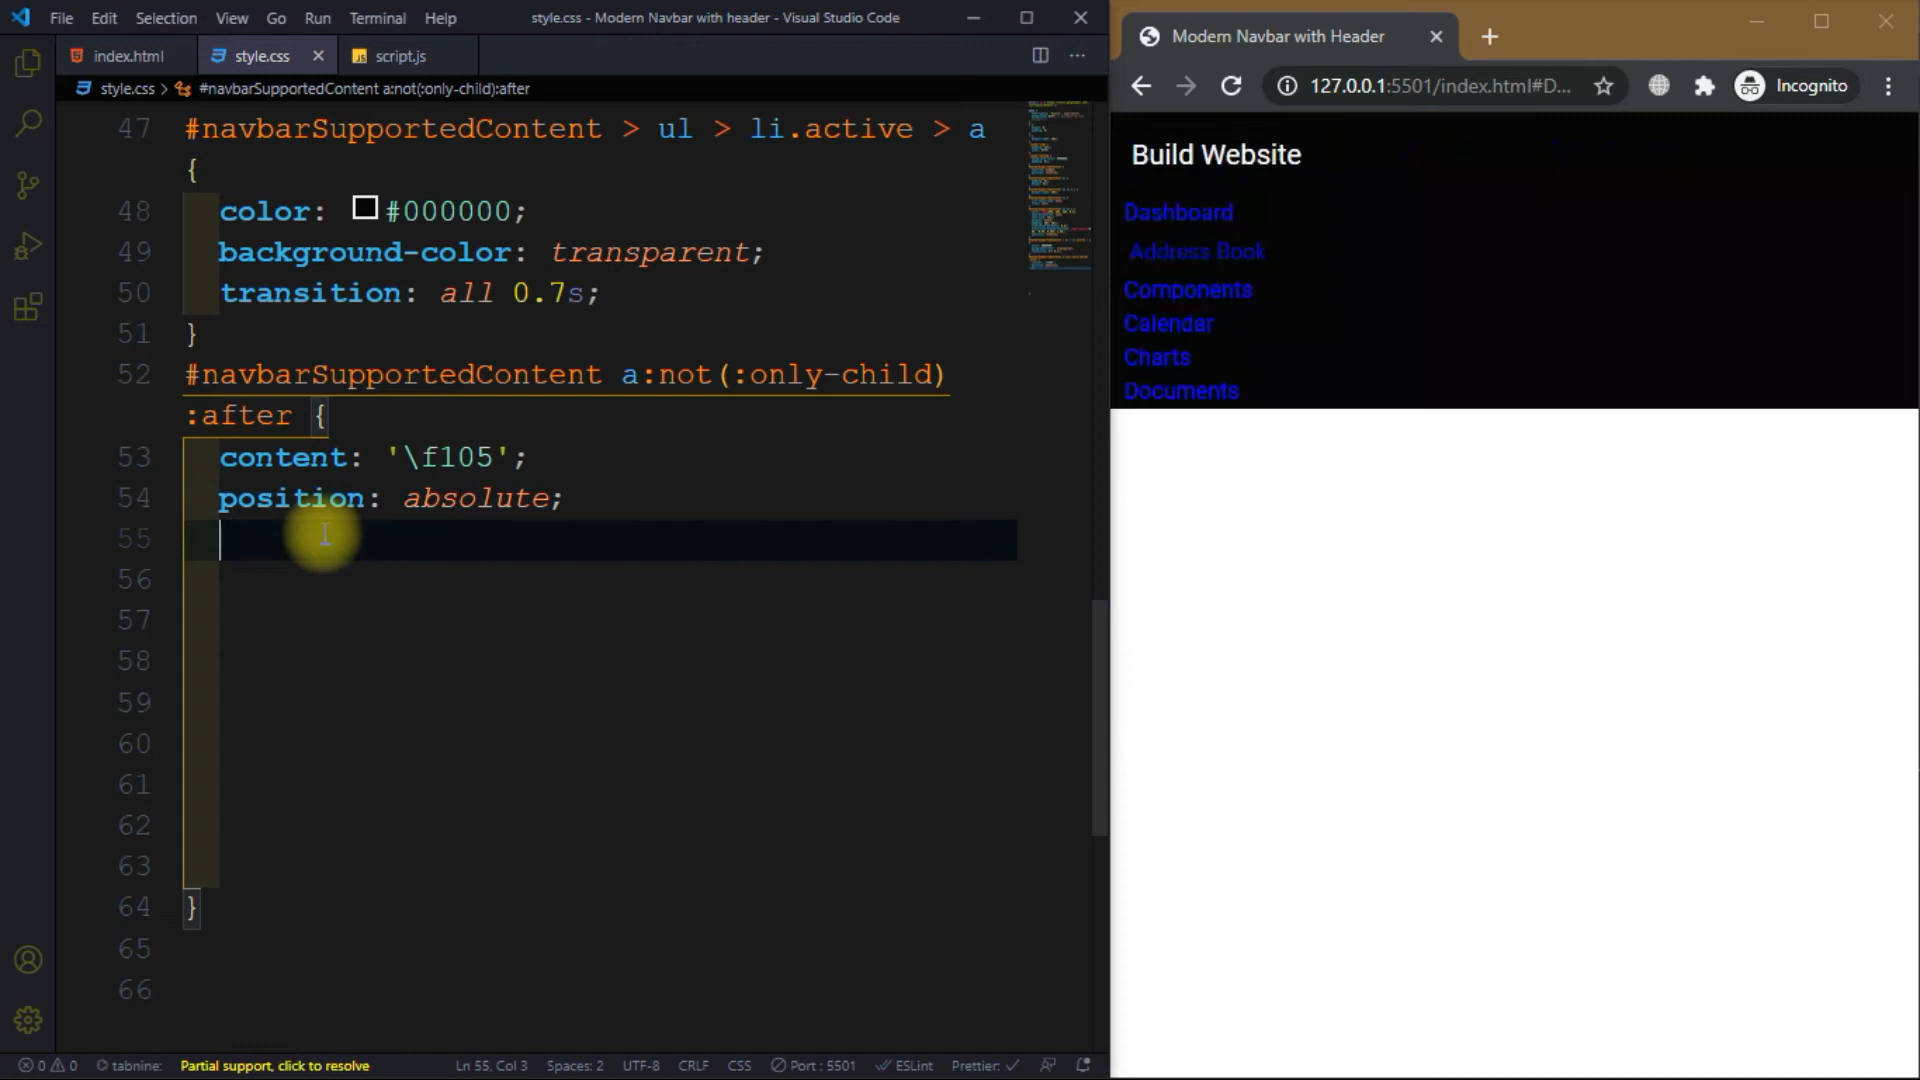 File Edit Selection View Go Run Terminal Help style.css - Modern Navbar with header - Visual Studio Code
index.html style.css script.js
style.css > #navbarSupportedContent a:not(:only-child):after
47 #navbarSupportedContent > ul > li.active > a
{
48 color: #000000;
49 background-color: transparent;
50 transition: all 0.7s;
51 }
52 #navbarSupportedContent a:not(:only-child)
:after {
53 content: '\f105';
54 position: absolute;
55
56
57
58
59
60
61
62
63
64 }
65
66
0 0 tabnine: Partial support, click to resolve Ln 55, Col 3 Spaces: 2 UTF-8 CRLF CSS Port : 5501 ESLint Prettier:
Modern Navbar with Header
127.0.0.1:5501/index.html#D... Incognito
Build Website
Dashboard
Address Book
Components
Calendar
Charts
Documents